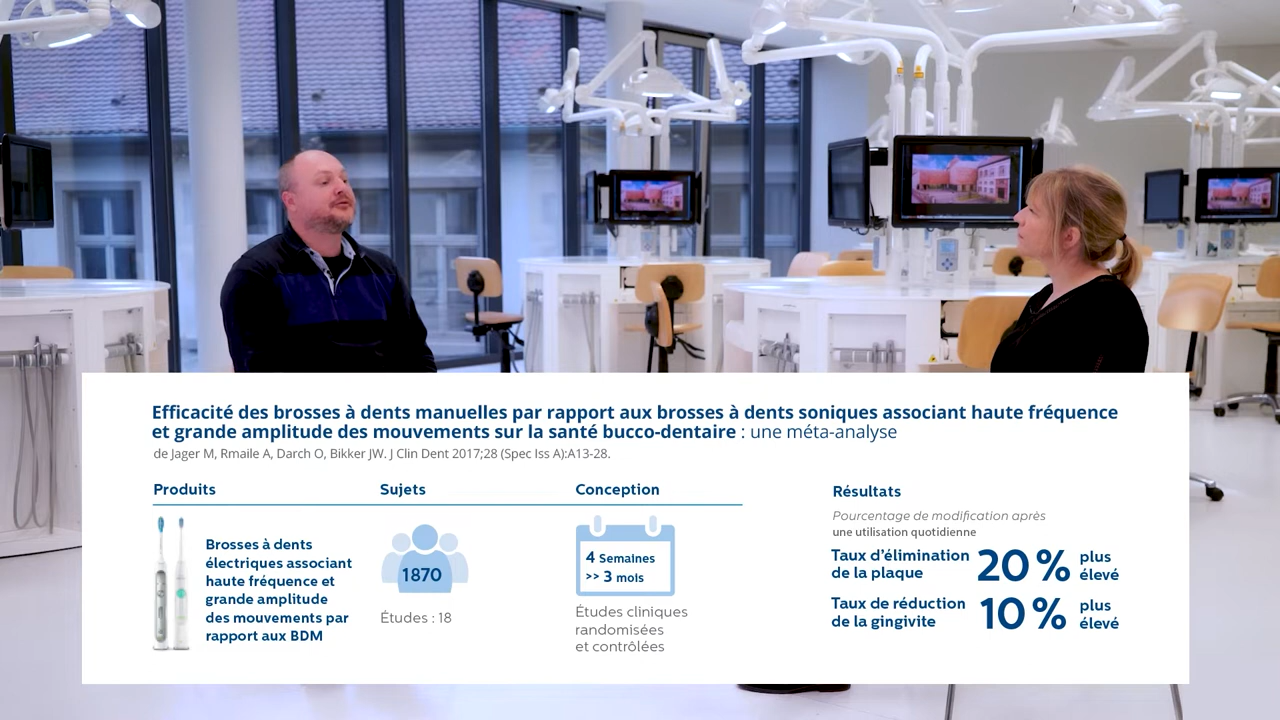 Efficacité des brosses à dents manuelles par rapport aux brosses à dents soniques associant haute fréquence
et grande amplitude des mouvements sur la santé bucco-dentaire : une méta-analyse
de Jager M, Rmaile A, Darch O, Bikker JW. J Clin Dent 2017;28 (Spec Iss A):A13-28.
Produits
Brosses à dents
électriques associant
haute fréquence et
grande amplitude
des mouvements par
rapport aux BDM
Sujets
1870
Études : 18
Conception
4 Semaines
>> 3 mois
Études cliniques
randomisées
et contrôlées
Résultats
Pourcentage de modification après
une utilisation quotidienne
Taux d'élimination
de la plaque
20 %
plus
élevé
Taux de réduction
de la gingivite
10 %
plus
élevé